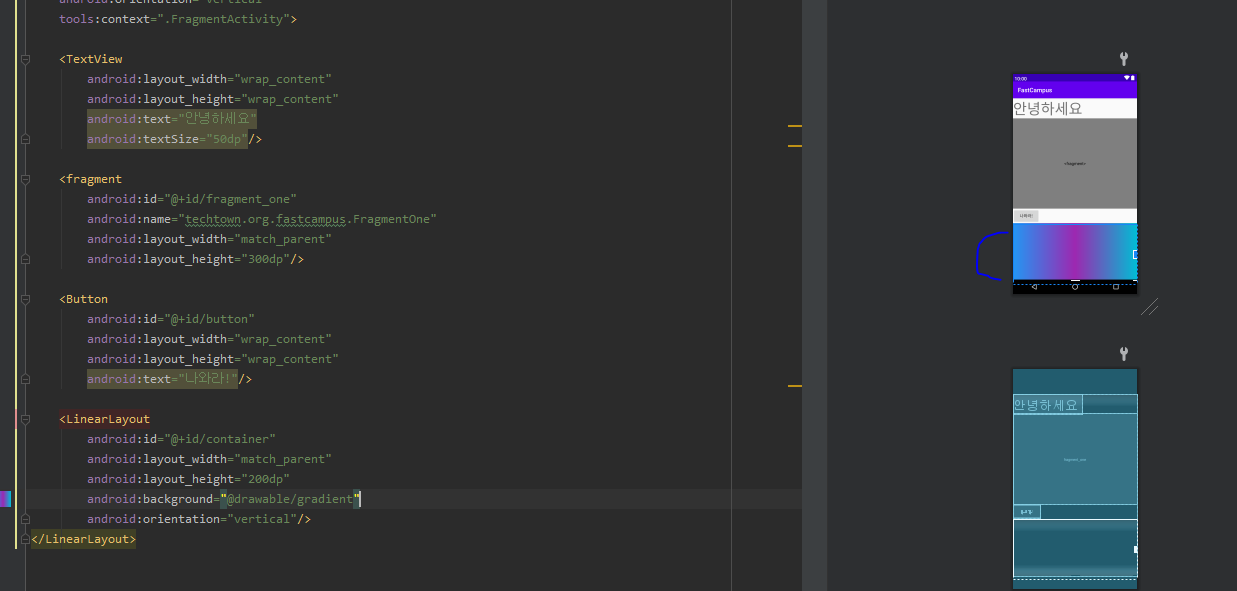 android:orientation="vertical"
tools:context=".FragmentActivity">
<TextView
android:layout_width="wrap_content"
android:layout_height="wrap_content"
android:text="안녕하세요"
android:textSize="50dp"/>
<fragment
android:id="@+id/fragment_one"
android:name="techtown.org.fastcampus.FragmentOne"
android:layout_width="match_parent"
android:layout_height="300dp"/>
<Button
android:id="@+id/button"
android:layout_width="wrap_content"
android:layout_height="wrap_content"
android:text="나와라!"/>
<LinearLayout
android:id="@+id/container"
android:layout_width="match_parent"
android:layout_height="200dp"
android:background="@drawable/gradient"
android:orientation="vertical"/>
</LinearLayout>
10:00
FastCampus
안녕하세요
<fragment>
나와라!
안녕하세요
fragment_one